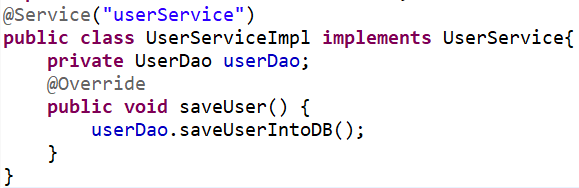 @Service("userService")
public class UserServiceImpl implements UserService{
    private UserDao userDao;
    @Override
    public void saveUser() {
        userDao.saveUserIntoDB();
    }
}